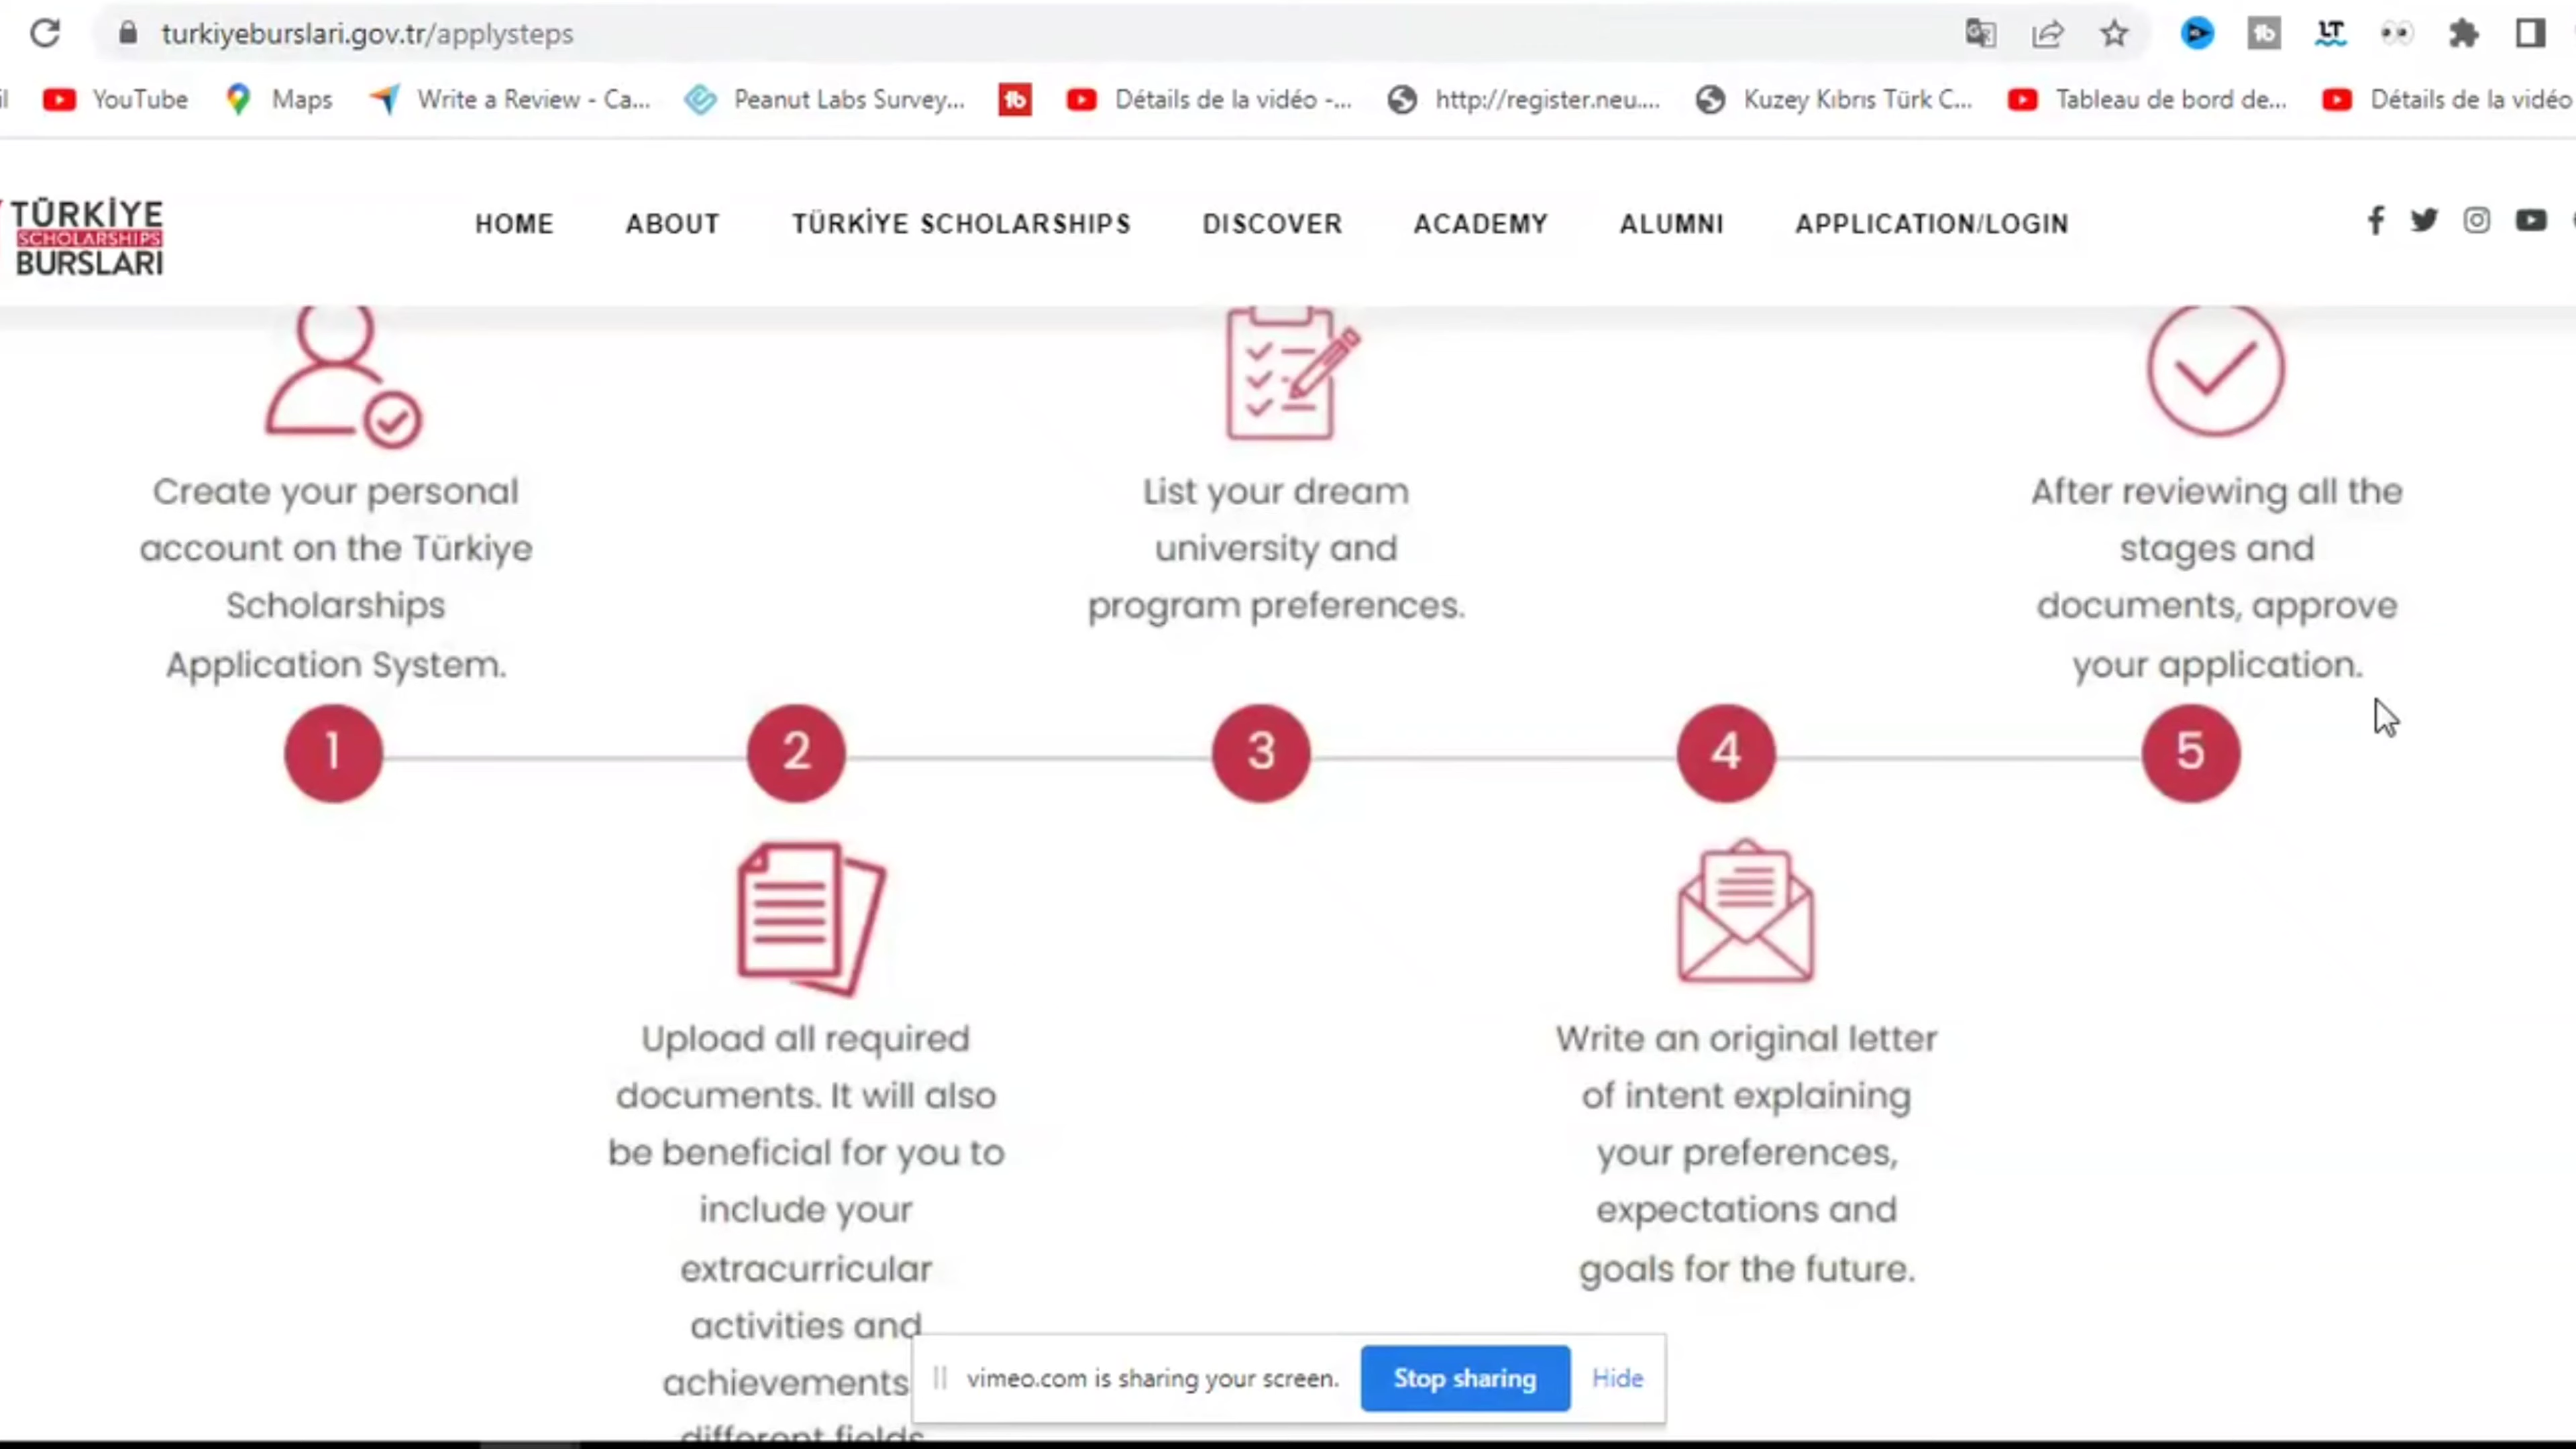 turkiyeburslari.gov.tr/applysteps
YouTube Maps Write a Review - Ca... Peanut Labs Survey... Détails de la vidéo -... http://register.neu.... Kuzey Kıbrıs Türk C... Tableau de bord de... Détails de la vidéo
TÜRKİYE
SCHOLARSHIPS
BURSLARI
HOME ABOUT TÜRKİYE SCHOLARSHIPS DISCOVER ACADEMY ALUMNI APPLICATION/LOGIN
Create your personal
account on the Türkiye
Scholarships
Application System.
List your dream
university and
program preferences.
After reviewing all the
stages and
documents, approve
your application.
1 2 3 4 5
Upload all required
documents. It will also
be beneficial for you to
include your
extracurricular
activities and
achievements
different fields
Write an original letter
of intent explaining
your preferences,
expectations and
goals for the future.
vimeo.com is sharing your screen. Stop sharing Hide